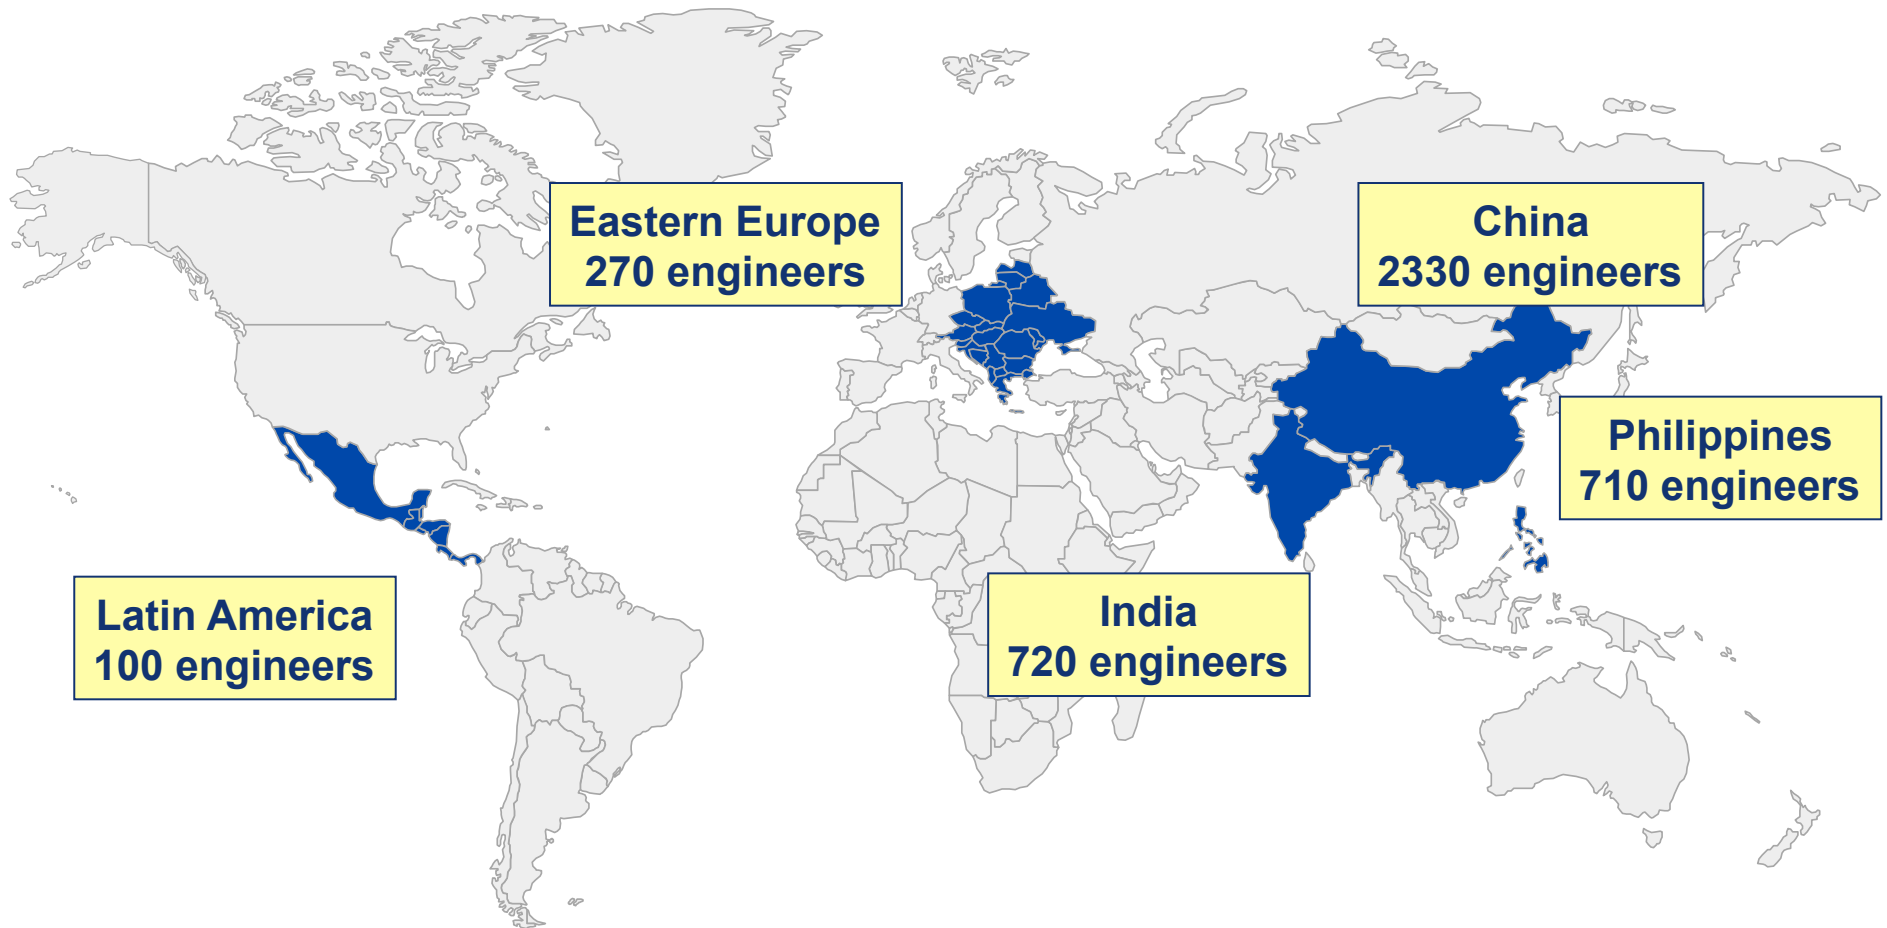 Eastern Europe
270 engineers
China
2330 engineers
Philippines
710 engineers
Latin America
100 engineers
India
720 engineers